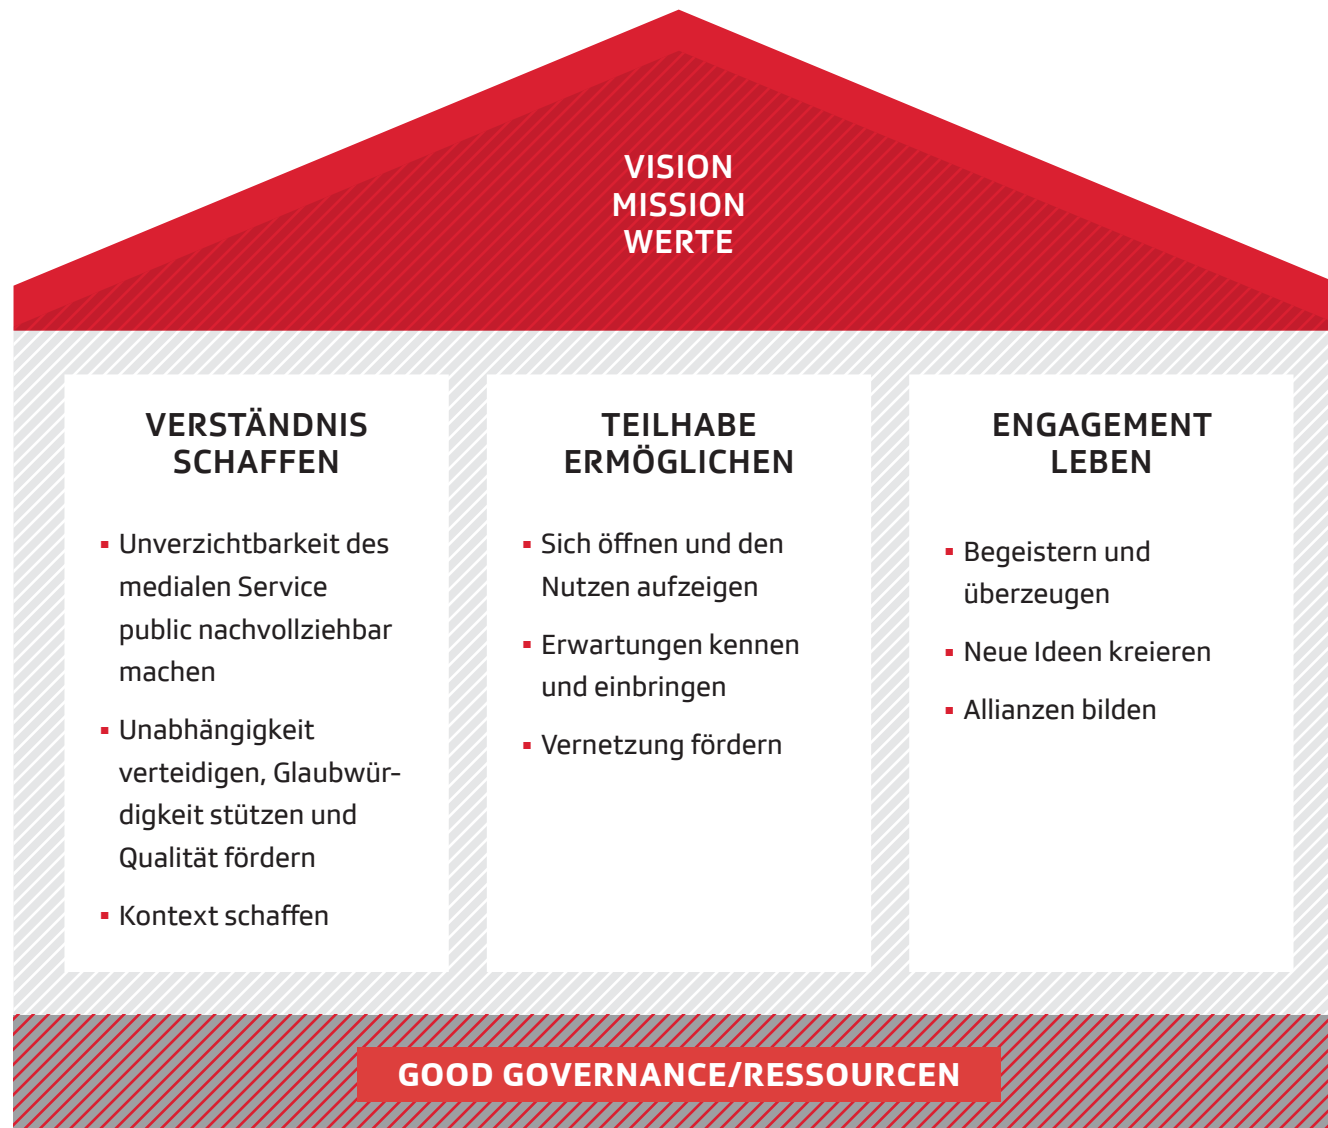 VISION
MISSION
WERTE
VERSTÄNDNIS
SCHAFFEN
▪ Unverzichtbarkeit des
medialen Service
public nachvollziehbar
machen
▪ Unabhängigkeit
verteidigen, Glaubwür-
digkeit stützen und
Qualität fördern
▪ Kontext schaffen
TEILHABE
ERMÖGLICHEN
▪ Sich öffnen und den
Nutzen aufzeigen
▪ Erwartungen kennen
und einbringen
▪ Vernetzung fördern
ENGAGEMENT
LEBEN
▪ Begeistern und
überzeugen
▪ Neue Ideen kreieren
▪ Allianzen bilden
GOOD GOVERNANCE/RESSOURCEN